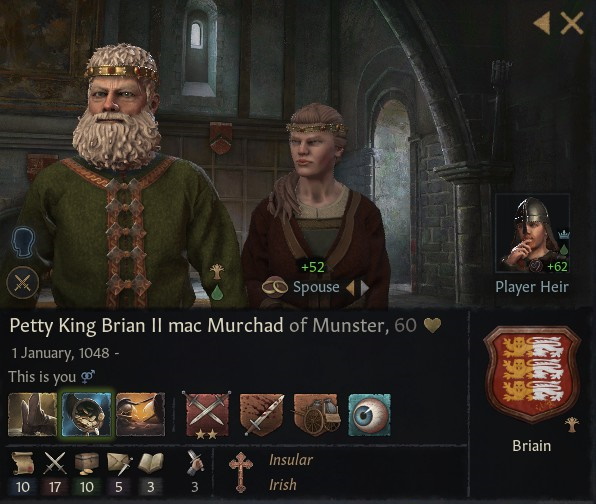 +52
Spouse
+62
Player Heir
Petty King Brian II mac Murchad of Munster, 60
1 January, 1048 -
This is you
Briain
10 17 10 5 3 3
Insular
Irish